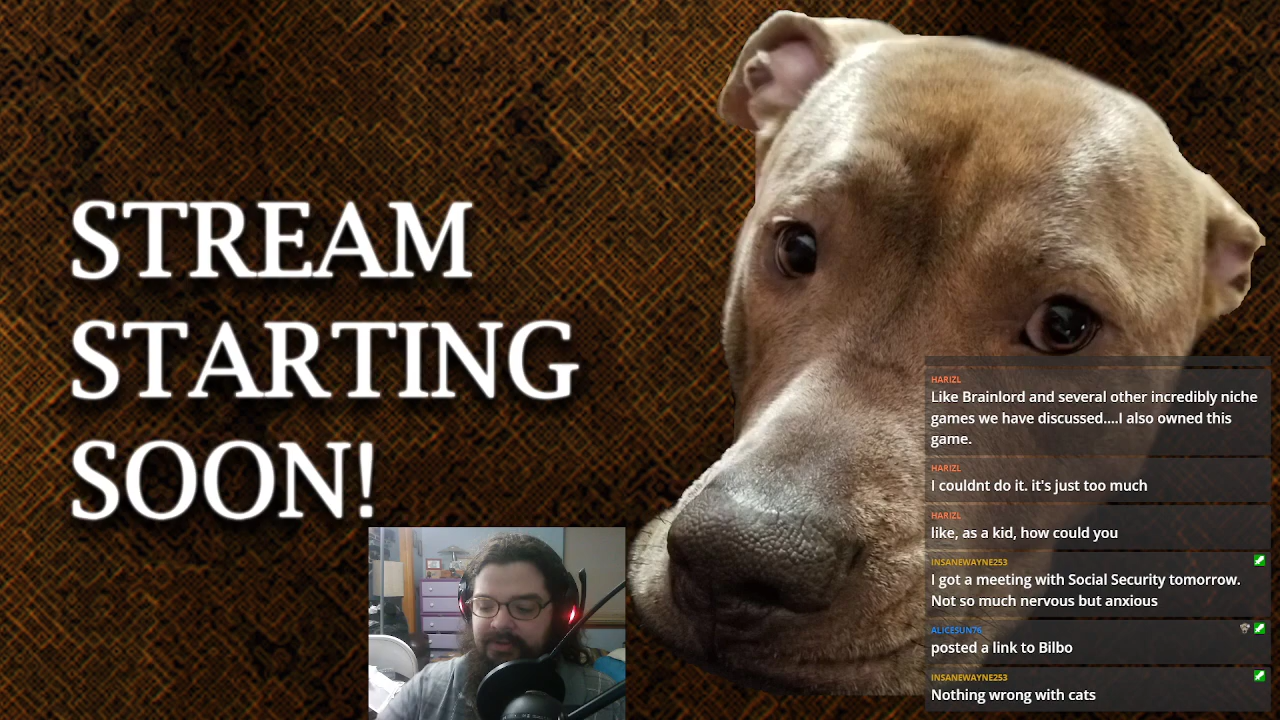 STREAM
STARTING
SOON!
HARIZL
Like Brainlord and several other incredibly niche
games we have discussed....I also owned this
game.
HARIZL
I couldnt do it. it's just too much
HARIZL
like, as a kid, how could you
INSANEWAYNE253
I got a meeting with Social Security tomorrow.
Not so much nervous but anxious
ALICESUN76
posted a link to Bilbo
INSANEWAYNE253
Nothing wrong with cats